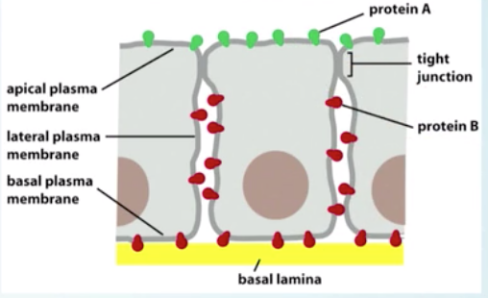 protein A
tight
junction
apical plasma
membrane
protein B
lateral plasma
membrane
basal plasma
membrane
basal lamina